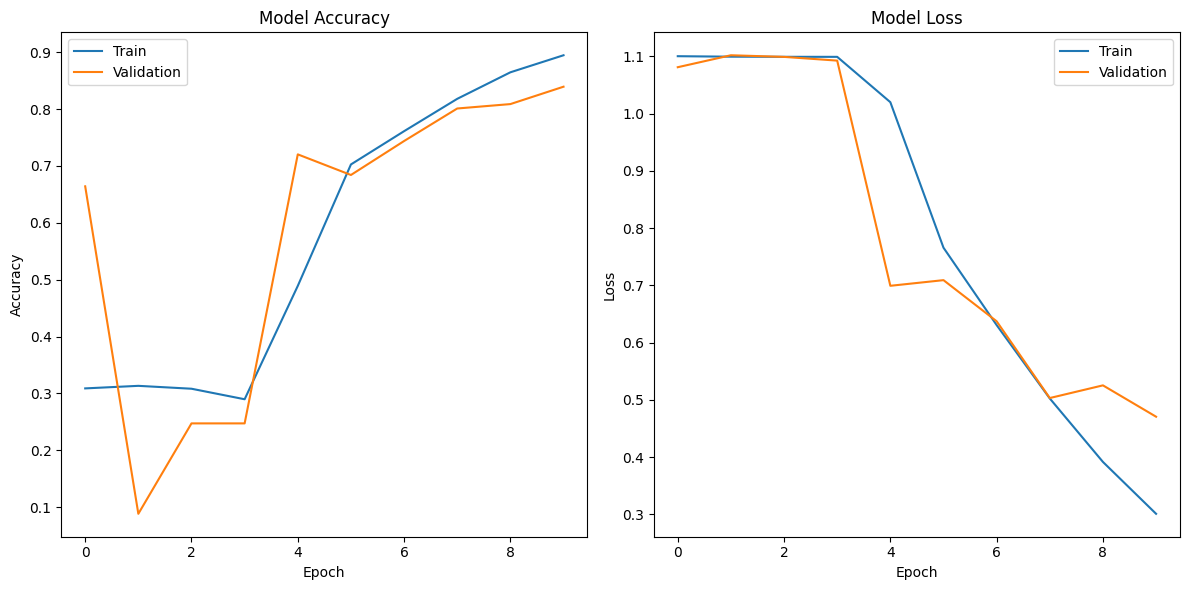 Model Accuracy
Train
Validation
0.9
0.8
0.7
0.6
0.5
0.4
0.3
0.2
0.1
Accuracy
0 2 4 6 8
Epoch
Model Loss
Train
Validation
1.1
1.0
0.9
0.8
0.7
0.6
0.5
0.4
0.3
Loss
0 2 4 6 8
Epoch